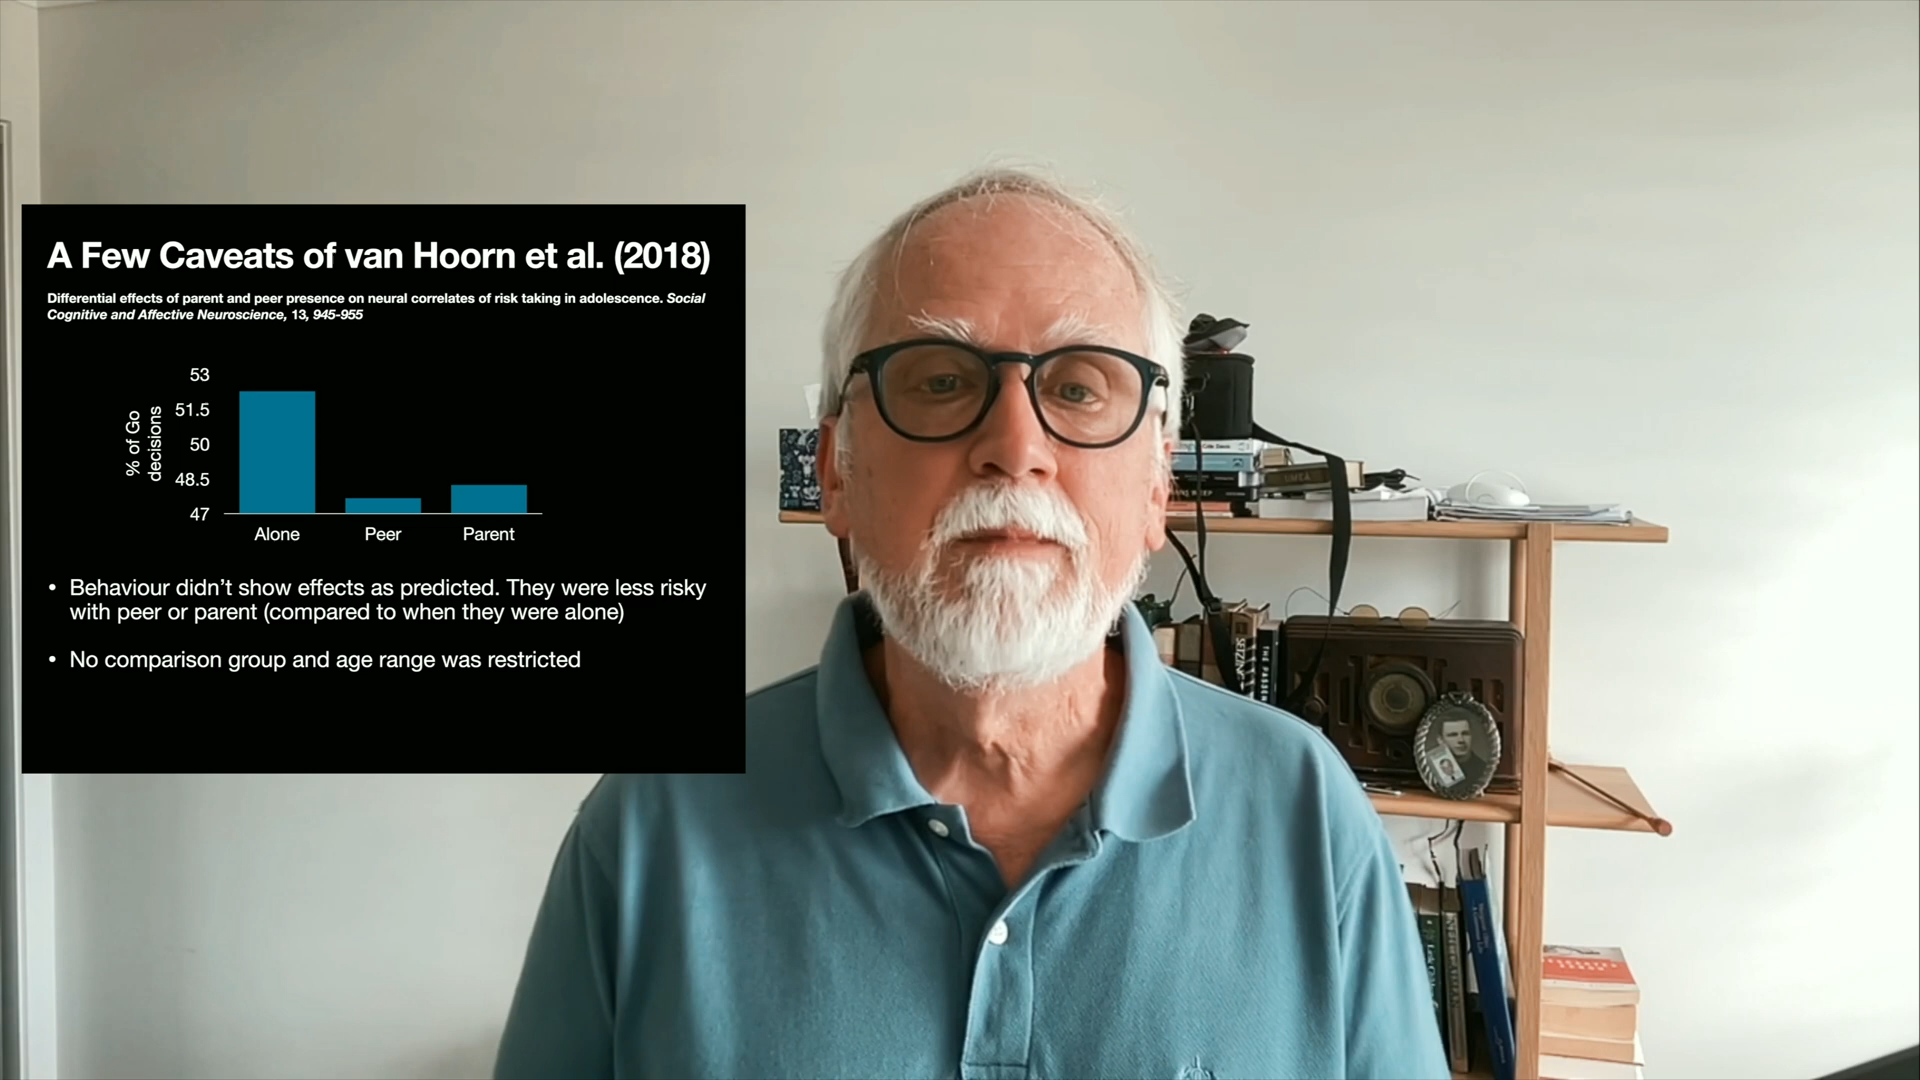 A Few Caveats of van Hoorn et al. (2018)
Differential effects of parent and peer presence on neural correlates of risk taking in adolescence. Social
Cognitive and Affective Neuroscience, 13, 945-955
53
51.5
50
48.5
47
% of Go
decisions
Alone
Peer
Parent
• Behaviour didn’t show effects as predicted. They were less risky
with peer or parent (compared to when they were alone)
• No comparison group and age range was restricted